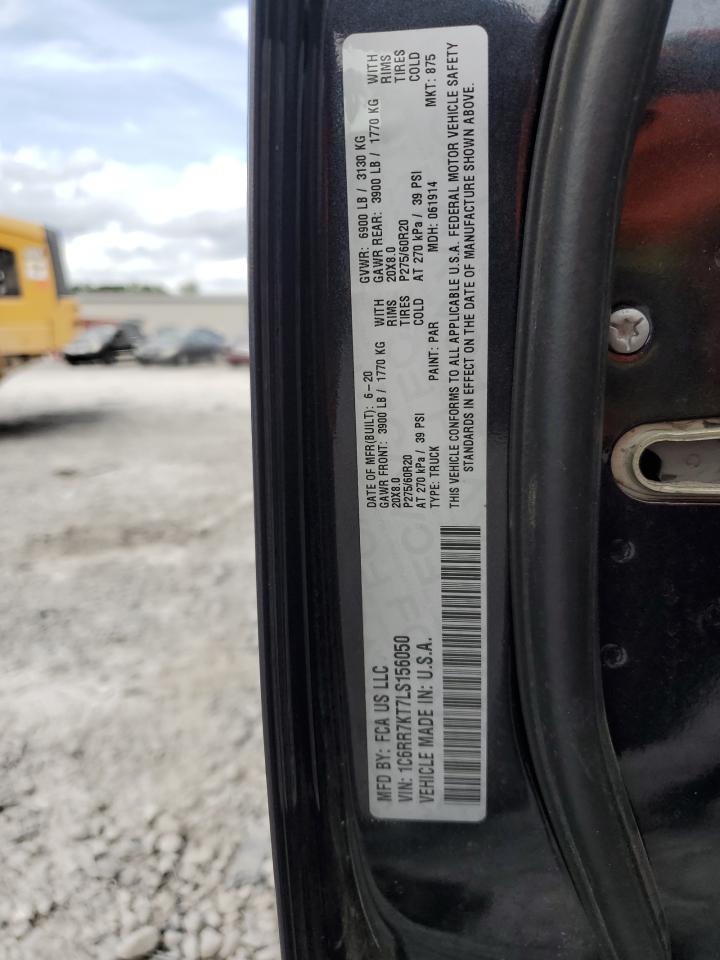 MFD BY: FCA US LLC
VIN: 1C6RR7KT7LS156050
VEHICLE MADE IN: U.S.A.
DATE OF MFR(BUILT): 6-20 GVWR: 6900 LB / 3130 KG
GAWR FRONT: 3900 LB / 1770 KG WITH GAWR REAR: 3900 LB / 1770 KG WITH
20X8.0 RIMS 20X8.0 RIMS
P275/60R20 TIRES P275/60R20 TIRES
AT 270 kPa / 39 PSI COLD AT 270 kPa / 39 PSI COLD
TYPE: TRUCK PAINT: PAR MDH: 061914 MKT: 875
THIS VEHICLE CONFORMS TO ALL APPLICABLE U.S.A. FEDERAL MOTOR VEHICLE SAFETY
STANDARDS IN EFFECT ON THE DATE OF MANUFACTURE SHOWN ABOVE.